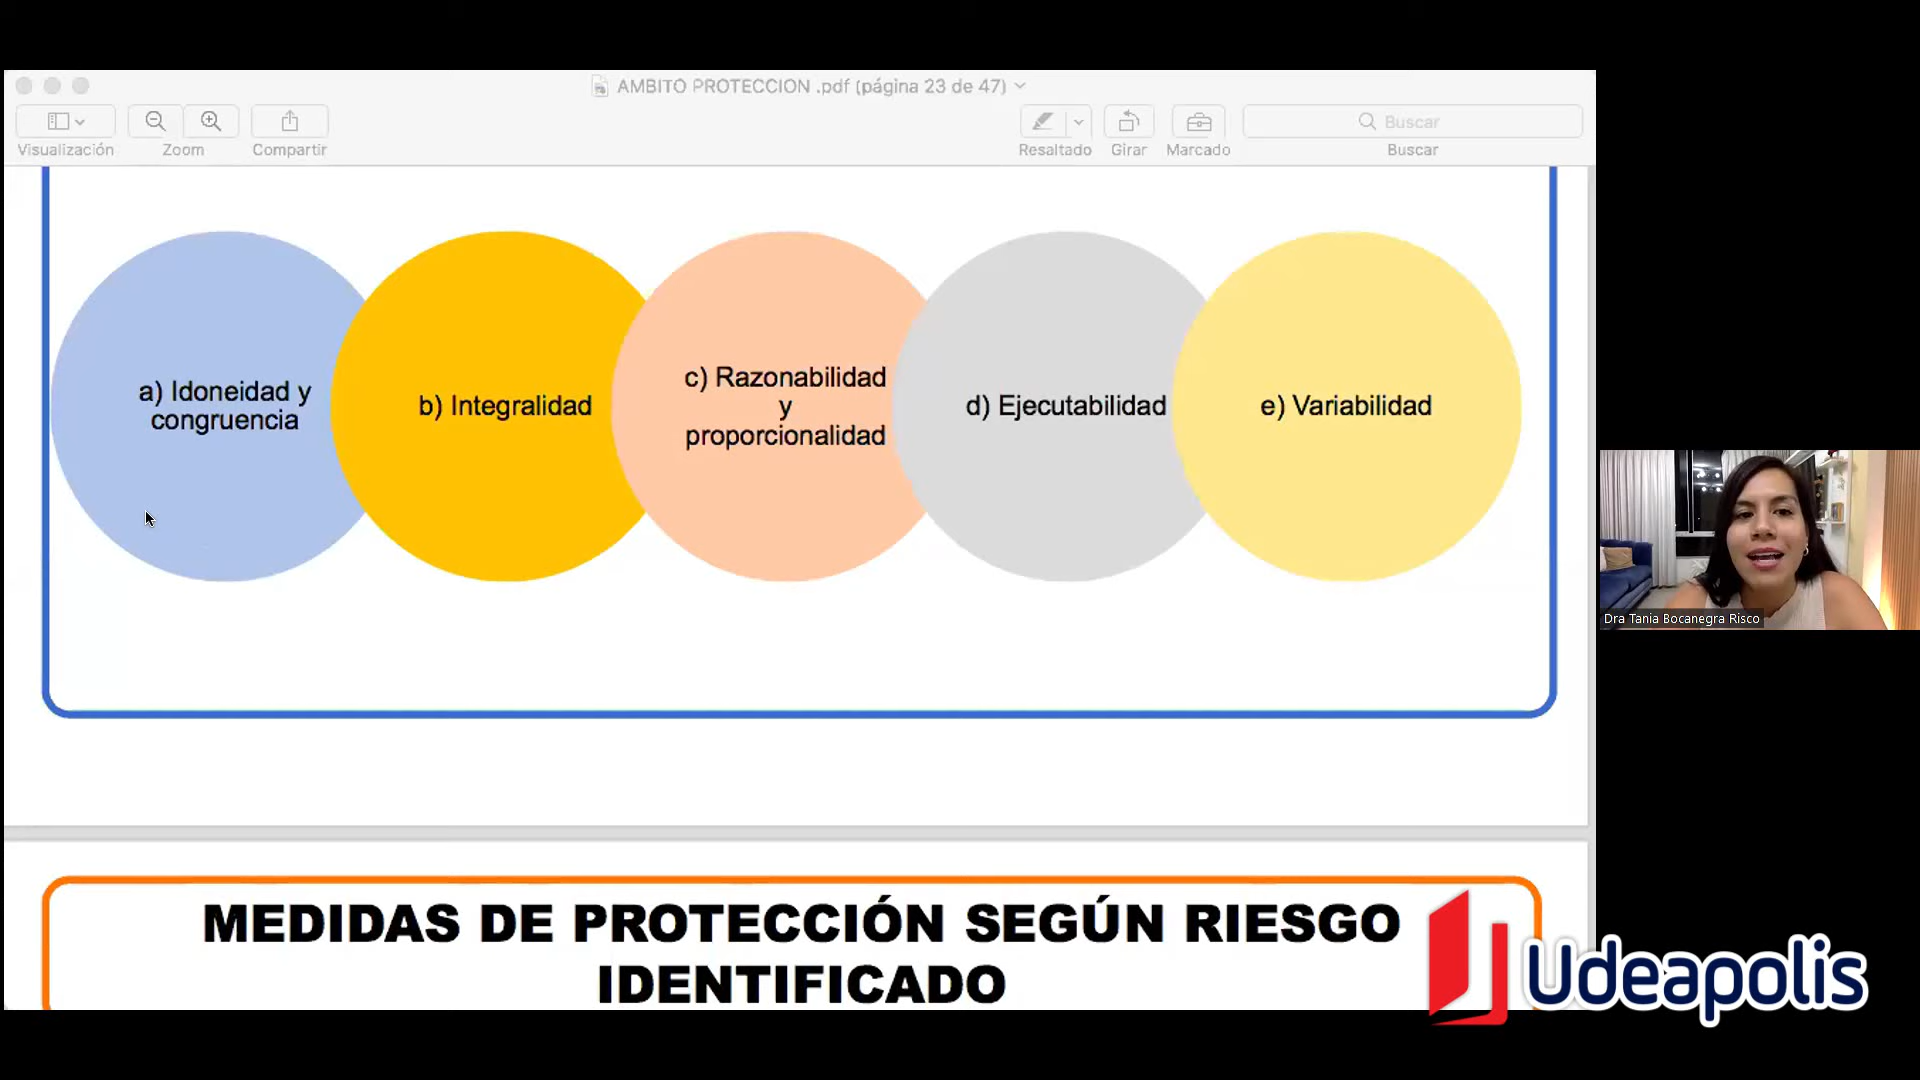 AMBITO PROTECCION .pdf (página 23 de 47)
Visualización
Zoom
Compartir
Resaltado
Girar
Marcado
Buscar
Buscar
a) Idoneidad y
congruencia
b) Integralidad
c) Razonabilidad
y
proporcionalidad
d) Ejecutabilidad
e) Variabilidad
Dra Tania Bocanegra Risco
MEDIDAS DE PROTECCIÓN SEGÚN RIESGO
IDENTIFICADO
Udeapolis